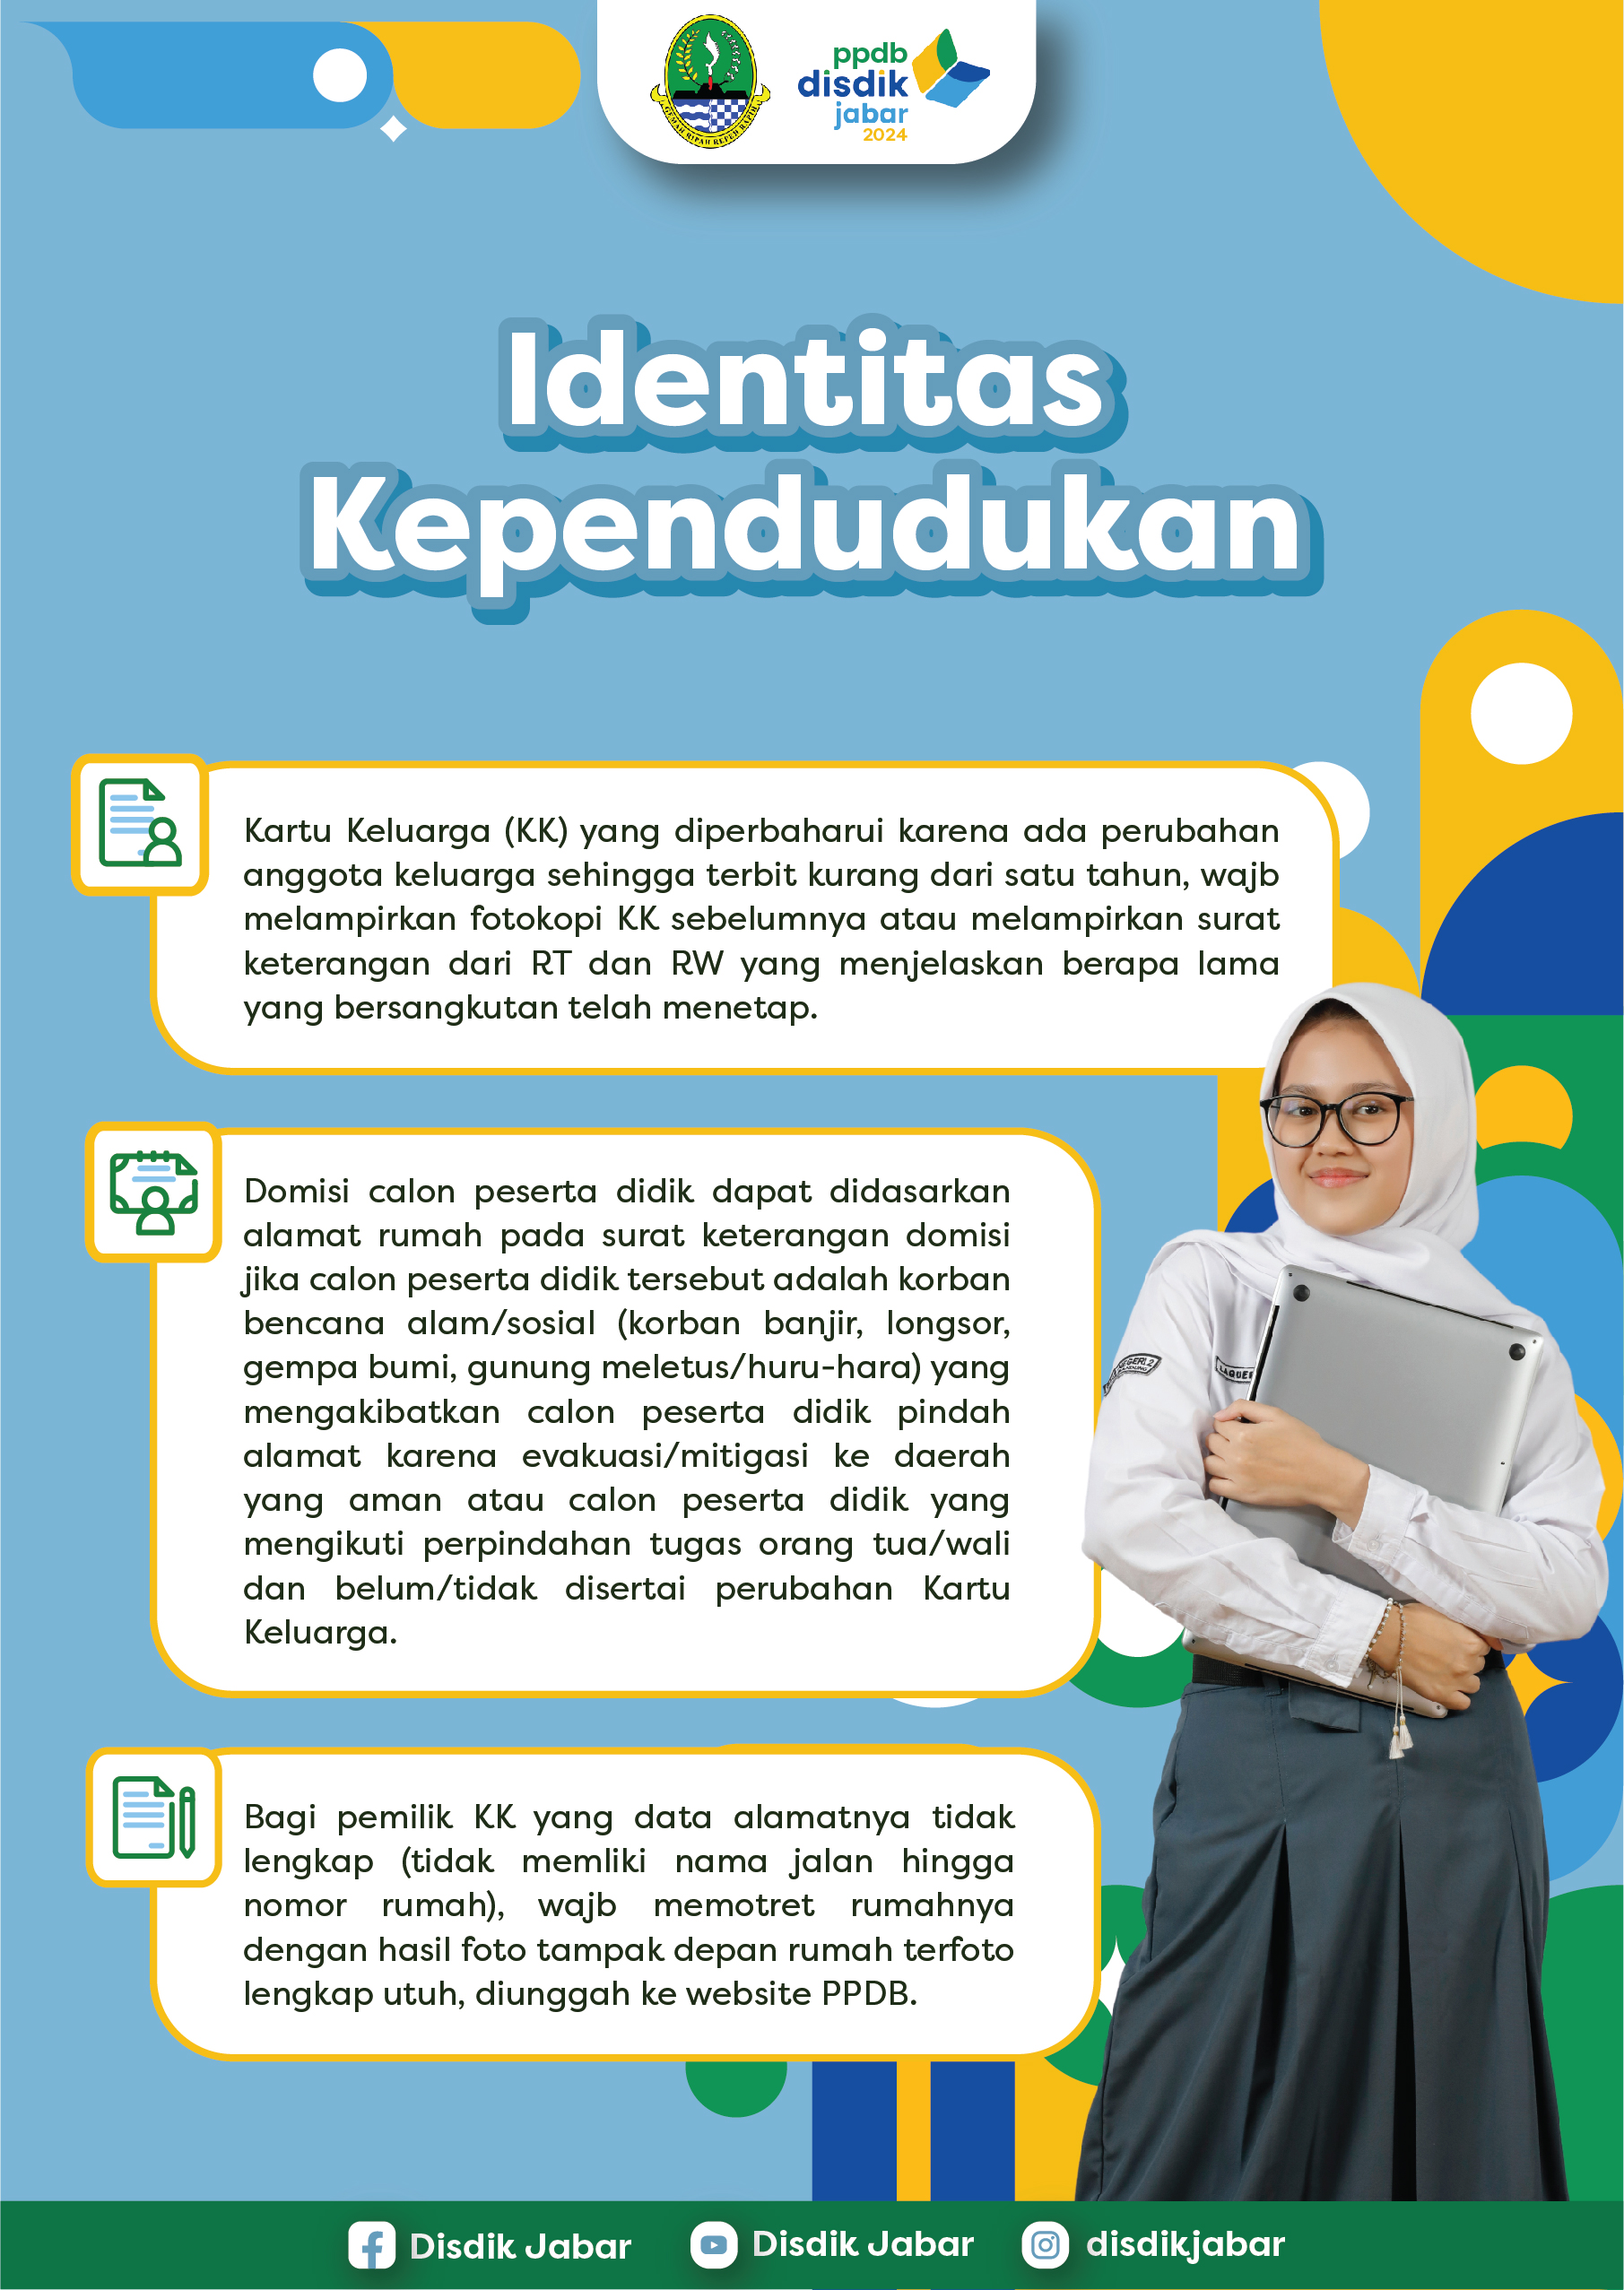 GEMAH RIPAH REPEH RAPIH
ppdb
disdik
jabar
2024
Identitas
Kependudukan
Kartu Keluarga (KK) yang diperbaharui karena ada perubahan
anggota keluarga sehingga terbit kurang dari satu tahun, wajb
melampirkan fotokopi KK sebelumnya atau melampirkan surat
keterangan dari RT dan RW yang menjelaskan berapa lama
yang bersangkutan telah menetap.
Domisi calon peserta didik dapat didasarkan
alamat rumah pada surat keterangan domisi
jika calon peserta didik tersebut adalah korban
bencana alam/sosial (korban banjir, longsor,
gempa bumi, gunung meletus/huru-hara) yang
mengakibatkan calon peserta didik pindah
alamat karena evakuasi/mitigasi ke daerah
yang aman atau calon peserta didik yang
mengikuti perpindahan tugas orang tua/wali
dan belum/tidak disertai perubahan Kartu
Keluarga.
Bagi pemilik KK yang data alamatnya tidak
lengkap (tidak memliki nama jalan hingga
nomor rumah), wajb memotret rumahnya
dengan hasil foto tampak depan rumah terfoto
lengkap utuh, diunggah ke website PPDB.
Disdik Jabar
Disdik Jabar
disdikjabar